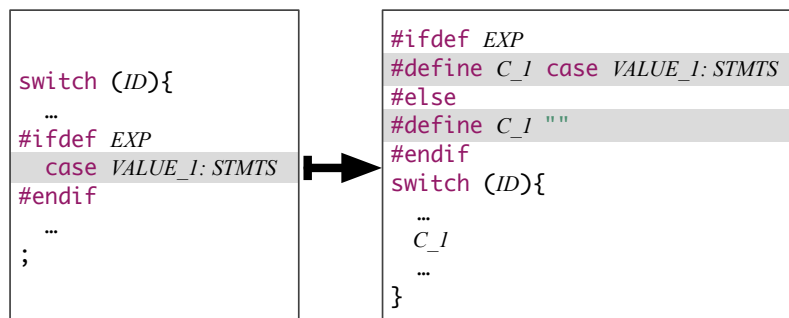 switch (ID){
…
#ifdef EXP
case VALUE_1: STMTS
#endif
…
;
#ifdef EXP
#define C_1 case VALUE_1: STMTS
#else
#define C_1 ""
#endif
switch (ID){
…
C_1
…
}